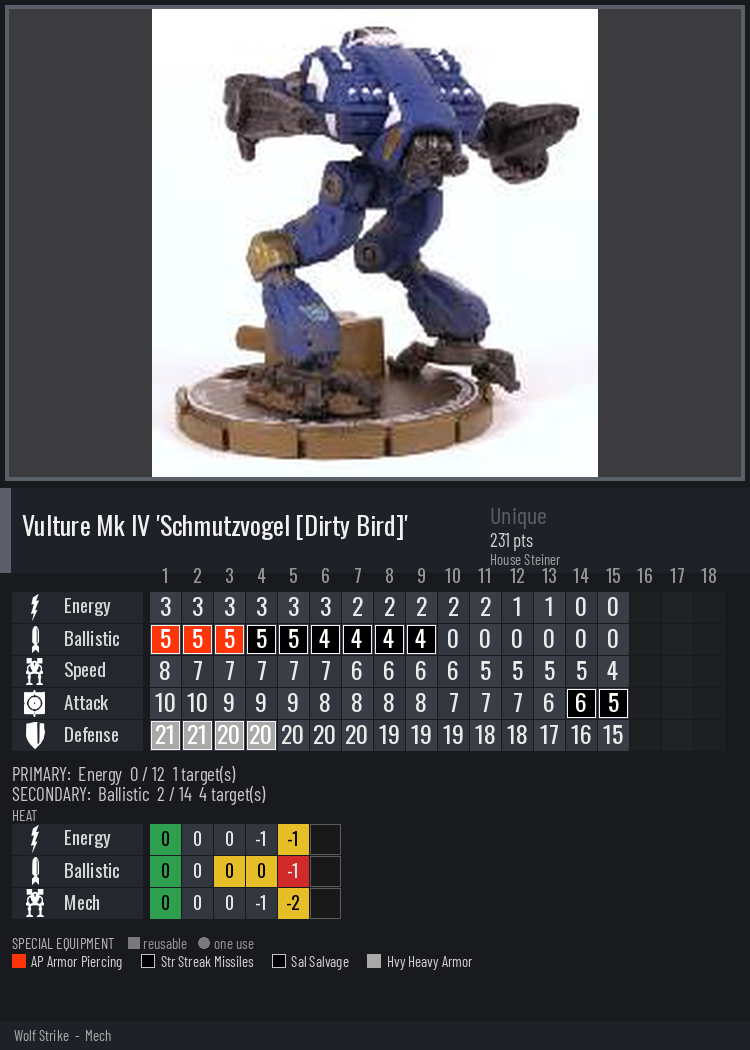 Vulture Mk IV 'Schmutzvogel [Dirty Bird]'
Unique
231 pts
House Steiner
1 2 3 4 5 6 7 8 9 10 11 12 13 14 15 16 17 18
Energy 3 3 3 3 3 3 2 2 2 2 2 1 1 0 0
Ballistic 5 5 5 5 5 4 4 4 4 0 0 0 0 0 0
Speed 8 7 7 7 7 7 6 6 6 6 5 5 5 5 4
Attack 10 10 9 9 9 8 8 8 8 7 7 7 6 6 5
Defense 21 21 20 20 20 20 20 19 19 19 18 18 17 16 15
PRIMARY: Energy 0 / 12 1 target(s)
SECONDARY: Ballistic 2 / 14 4 target(s)
HEAT
Energy 0 0 0 -1 -1
Ballistic 0 0 0 0 -1
Mech 0 0 0 -1 -2
SPECIAL EQUIPMENT reusable one use
AP Armor Piercing Str Streak Missiles Sal Salvage Hvy Heavy Armor
Wolf Strike - Mech